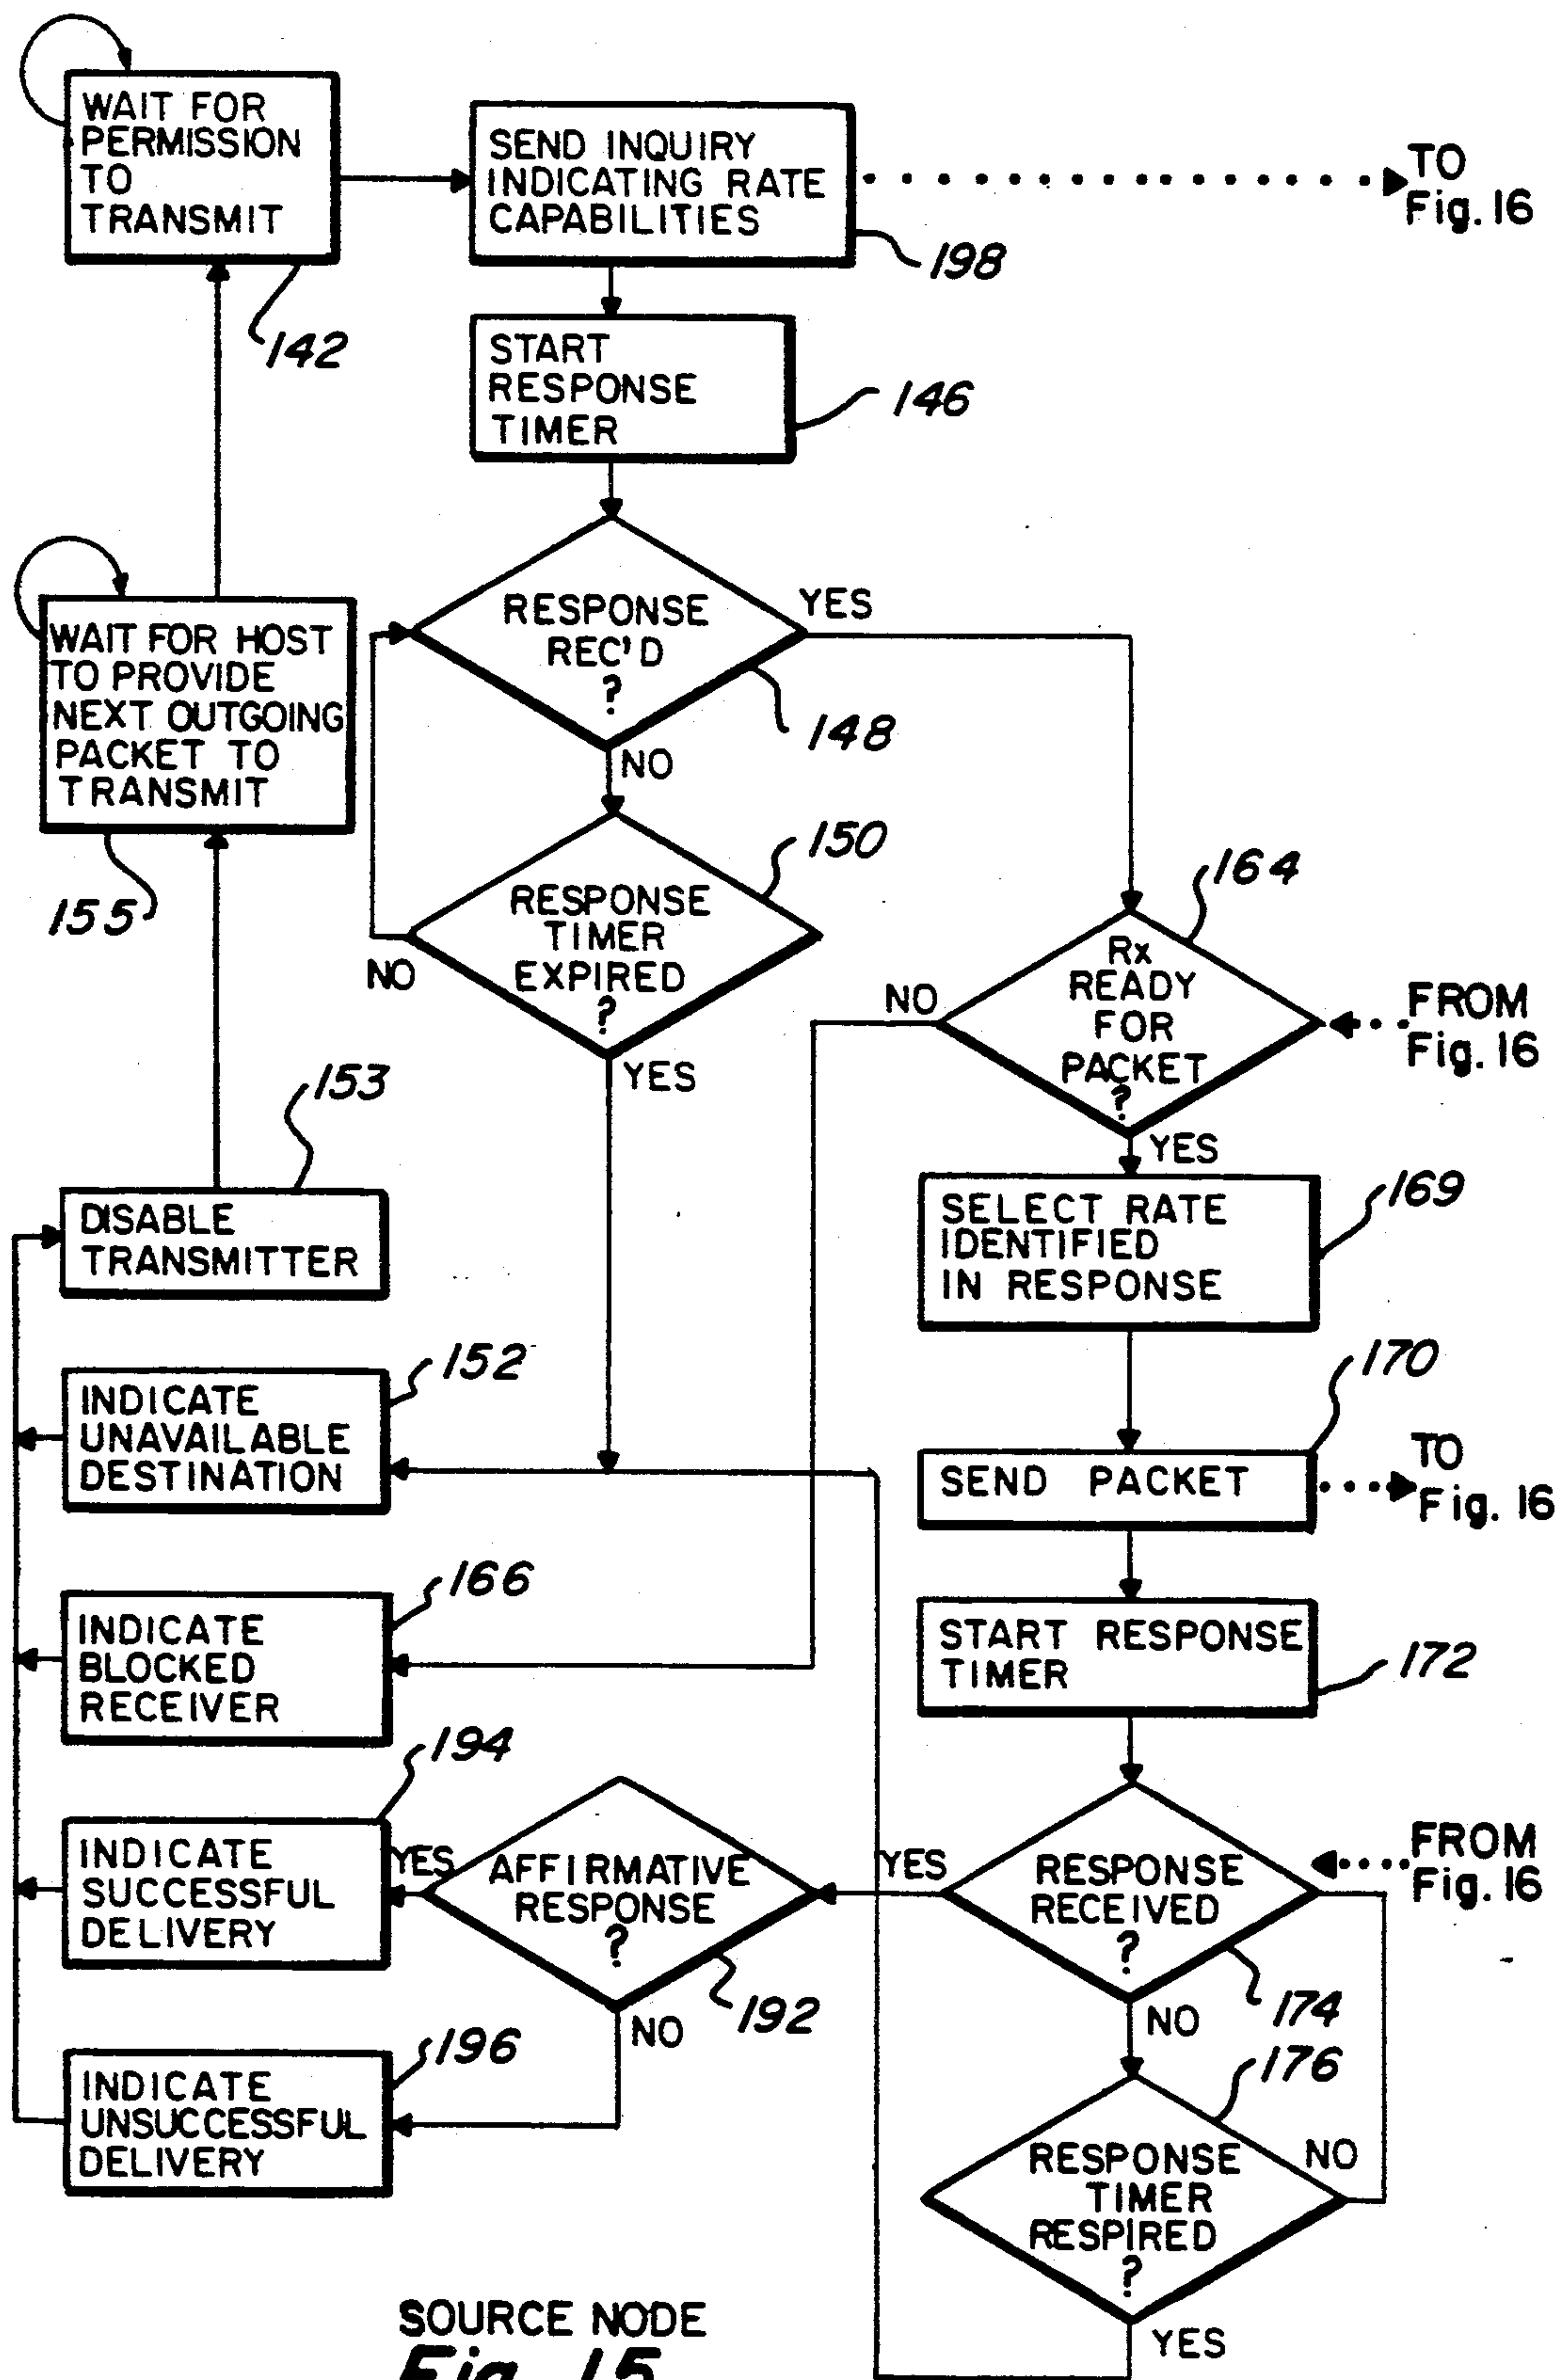 WAIT FOR
PERMISSION
TO
TRANSMIT
142
SEND INQUIRY
INDICATING RATE
CAPABILITIES
198
TO
Fig. 16
START
RESPONSE
TIMER
146
RESPONSE
REC'D
?
YES
148
NO
WAIT FOR HOST
TO PROVIDE
NEXT OUTGOING
PACKET TO
TRANSMIT
155
RESPONSE
TIMER
EXPIRED
?
150
NO
YES
164
Rx
READY
FOR
PACKET
?
NO
FROM
Fig. 16
YES
153
DISABLE
TRANSMITTER
SELECT RATE
IDENTIFIED
IN RESPONSE
169
152
INDICATE
UNAVAILABLE
DESTINATION
170
SEND PACKET
TO
Fig. 16
166
INDICATE
BLOCKED
RECEIVER
START RESPONSE
TIMER
172
194
INDICATE
SUCCESSFUL
DELIVERY
YES
AFFIRMATIVE
RESPONSE
?
192
NO
YES
RESPONSE
RECEIVED
?
FROM
Fig. 16
174
NO
196
INDICATE
UNSUCCESSFUL
DELIVERY
176
RESPONSE
TIMER
RESPIRED
?
NO
YES
SOURCE NODE
Fig. 15